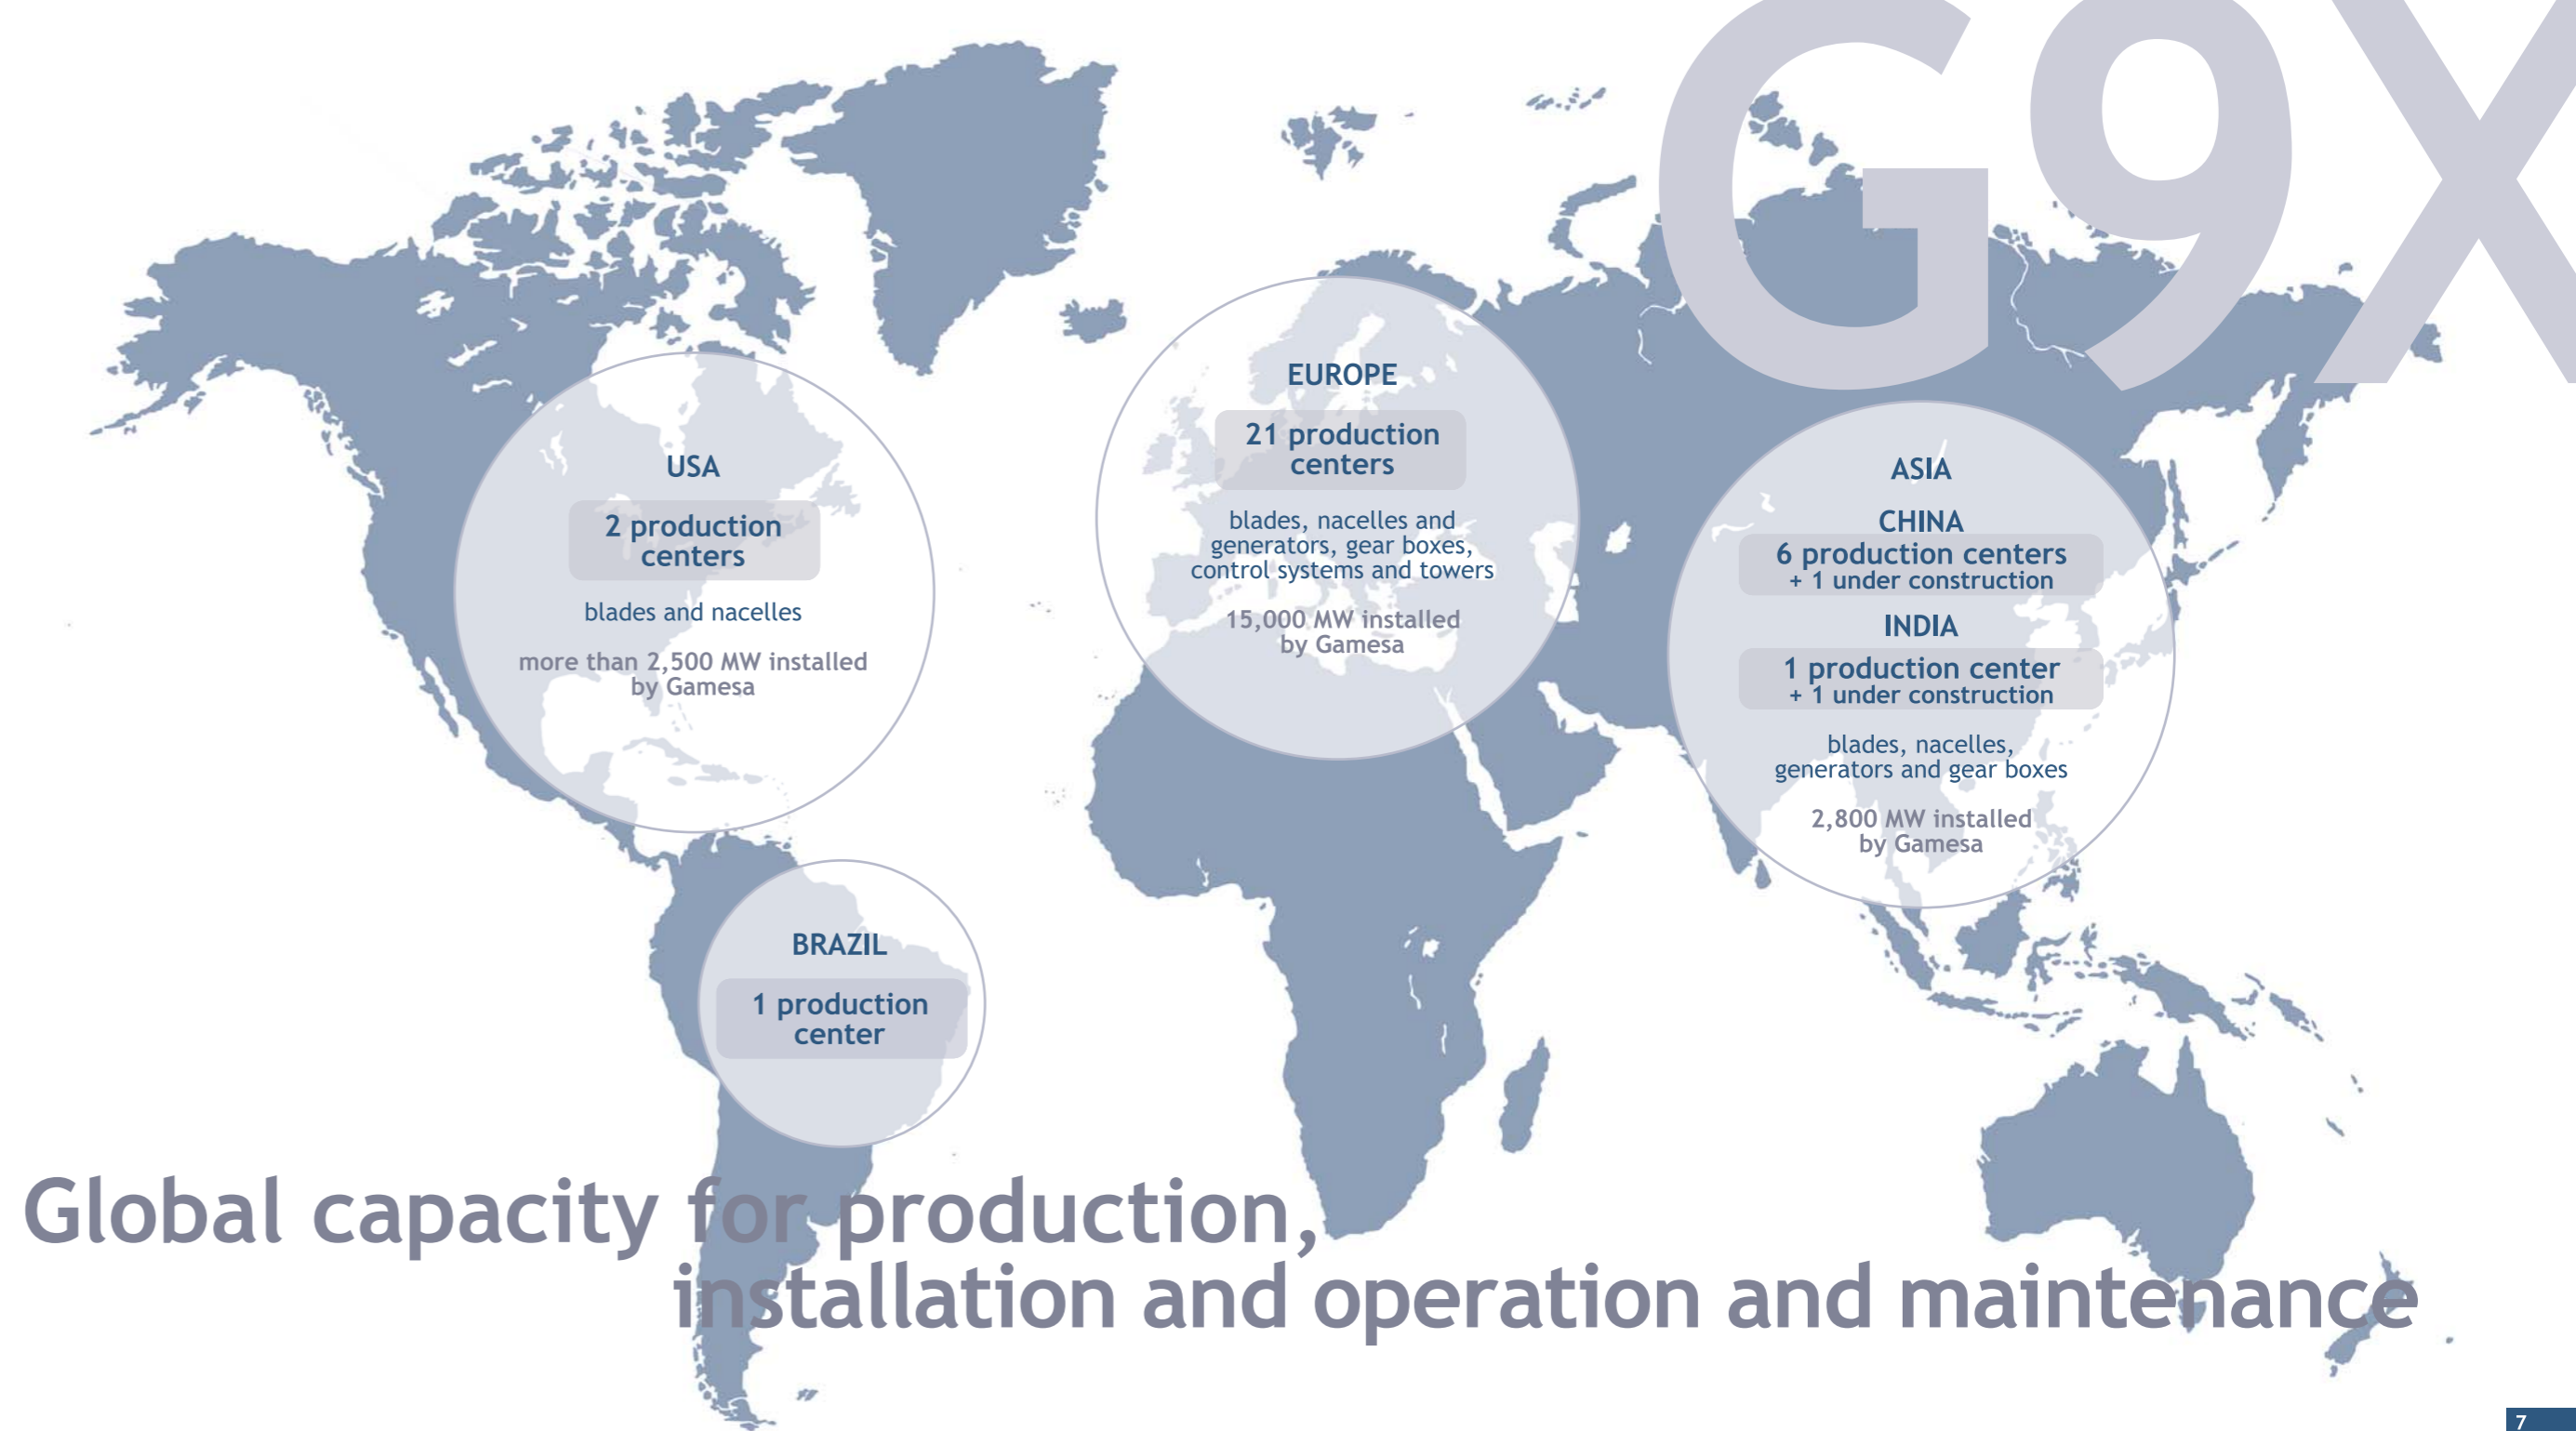 G9X
USA
2 production
centers
blades and nacelles
more than 2,500 MW installed
by Gamesa
EUROPE
21 production
centers
blades, nacelles and
generators, gear boxes,
control systems and towers
15,000 MW installed
by Gamesa
ASIA
CHINA
6 production centers
+ 1 under construction
INDIA
1 production center
+ 1 under construction
blades, nacelles,
generators and gear boxes
2,800 MW installed
by Gamesa
BRAZIL
1 production
center
Global capacity for production,
installation and operation and maintenance
7